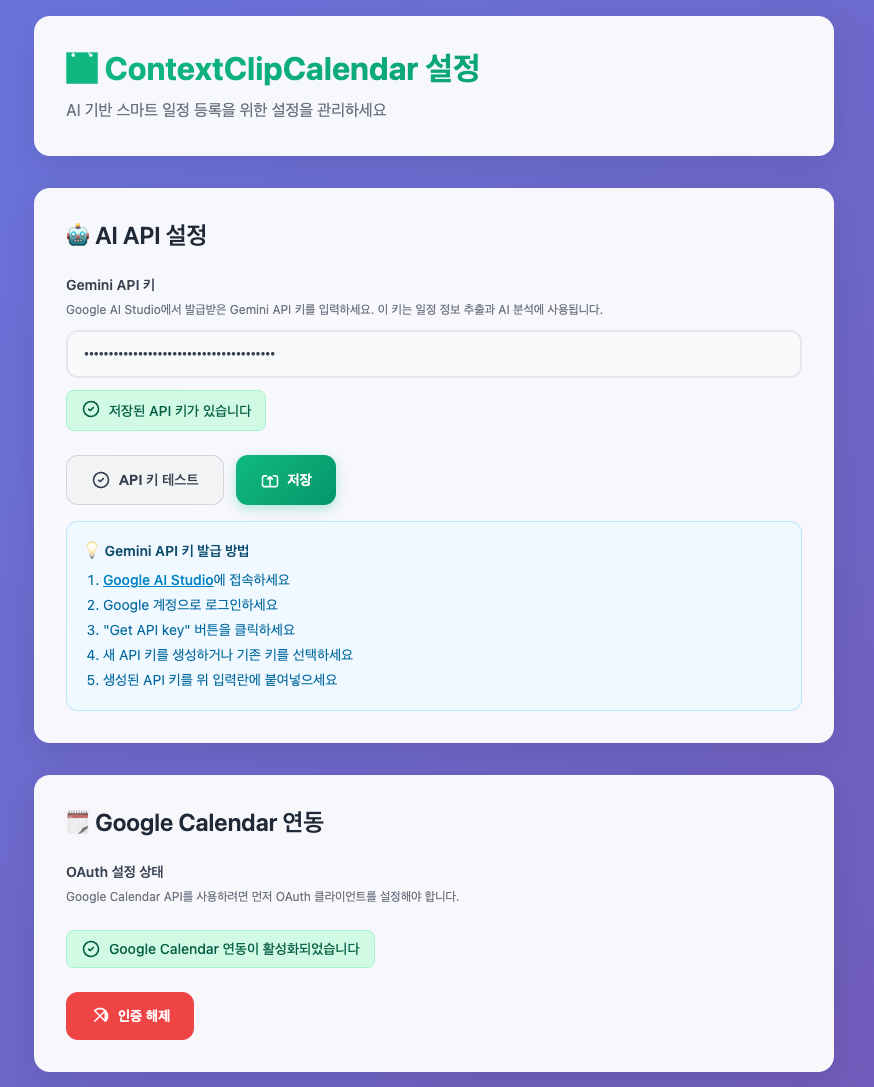 ContextClipCalendar 설정
AI 기반 스마트 일정 등록을 위한 설정을 관리하세요
AI API 설정
Gemini API 키
Google AI Studio에서 발급받은 Gemini API 키를 입력하세요. 이 키는 일정 정보 추출과 AI 분석에 사용됩니다.
•••••••••••••••••••••••••••••••••••••••
저장된 API 키가 있습니다
API 키 테스트
저장
Gemini API 키 발급 방법
1. Google AI Studio에 접속하세요
2. Google 계정으로 로그인하세요
3. "Get API key" 버튼을 클릭하세요
4. 새 API 키를 생성하거나 기존 키를 선택하세요
5. 생성된 API 키를 위 입력란에 붙여넣으세요
Google Calendar 연동
OAuth 설정 상태
Google Calendar API를 사용하려면 먼저 OAuth 클라이언트를 설정해야 합니다.
Google Calendar 연동이 활성화되었습니다
인증 해제